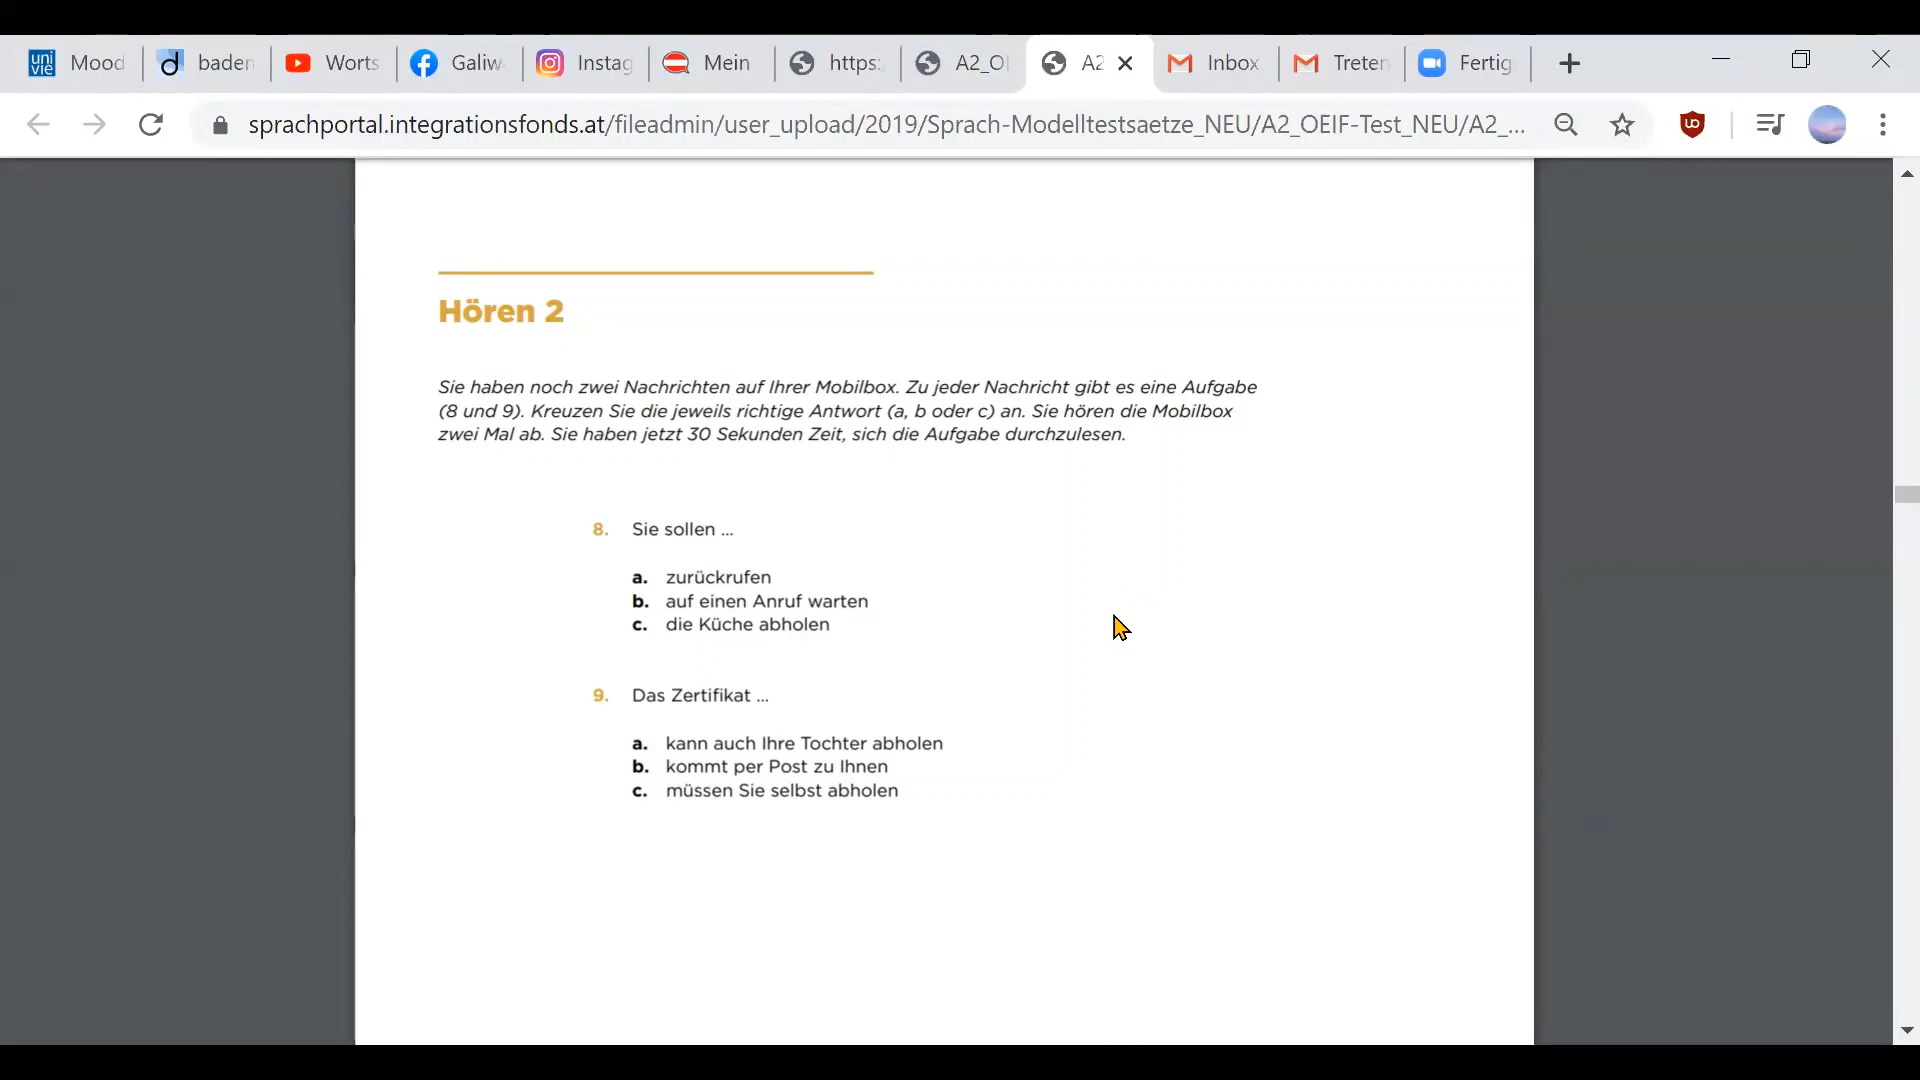 Mood
baden
Worts
Galiw
Instag
Mein
https:
A2_O
A2
Inbox
Treten
Fertig
sprachportal.integrationsfonds.at/fileadmin/user_upload/2019/Sprach-Modelltestsaetze_NEU/A2_OEIF-Test_NEU/A2_...
Hören 2
Sie haben noch zwei Nachrichten auf Ihrer Mobilbox. Zu jeder Nachricht gibt es eine Aufgabe
(8 und 9). Kreuzen Sie die jeweils richtige Antwort (a, b oder c) an. Sie hören die Mobilbox
zwei Mal ab. Sie haben jetzt 30 Sekunden Zeit, sich die Aufgabe durchzulesen.
8. Sie sollen ...
a. zurückrufen
b. auf einen Anruf warten
c. die Küche abholen
9. Das Zertifikat ...
a. kann auch Ihre Tochter abholen
b. kommt per Post zu Ihnen
c. müssen Sie selbst abholen